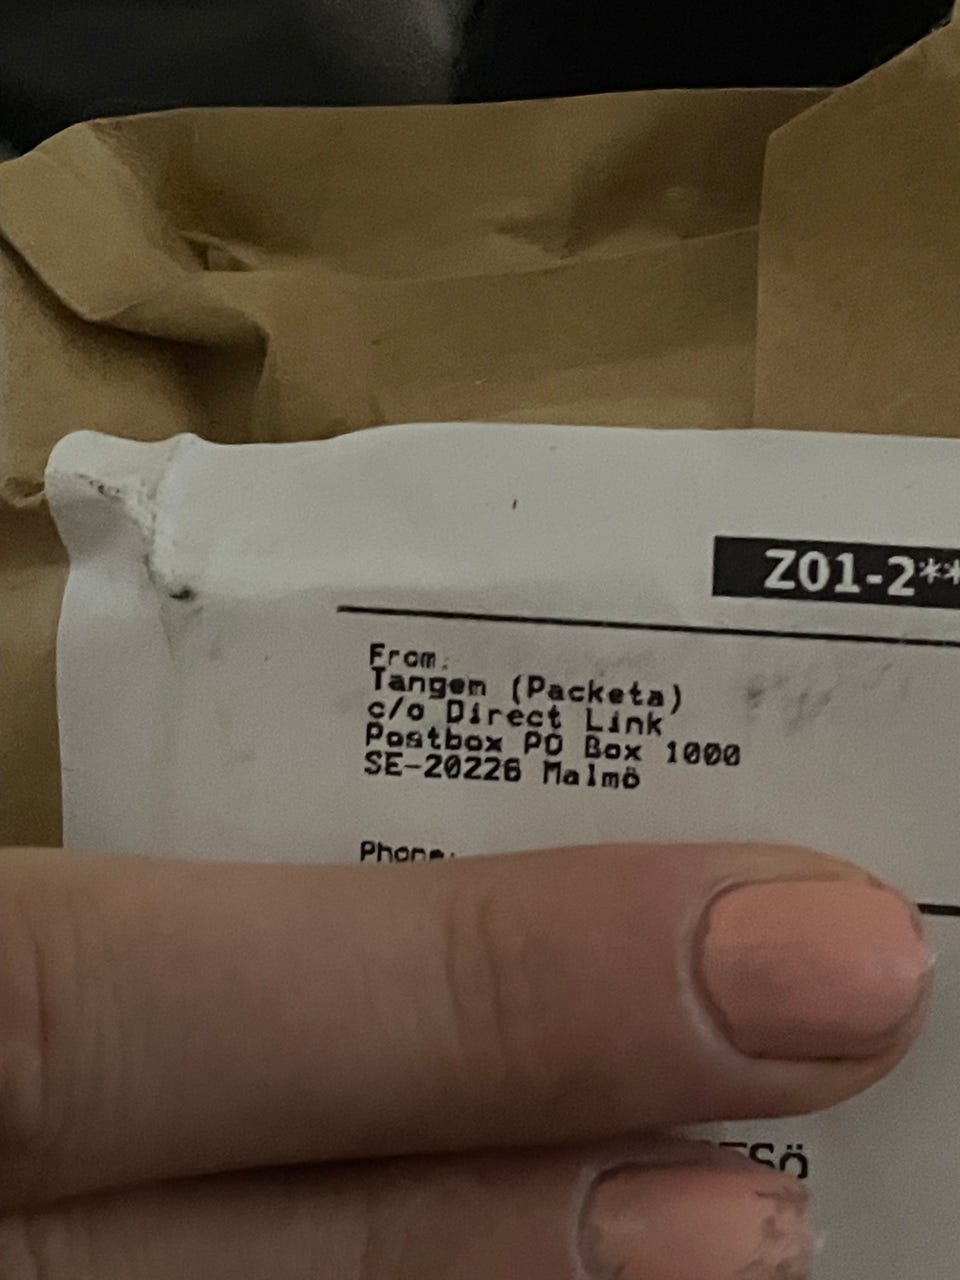 Z01-2**
From:
Tangem (Packeta)
c/o Direct Link
Postbox PO Box 1000
SE-20226 Malmö
Phone: